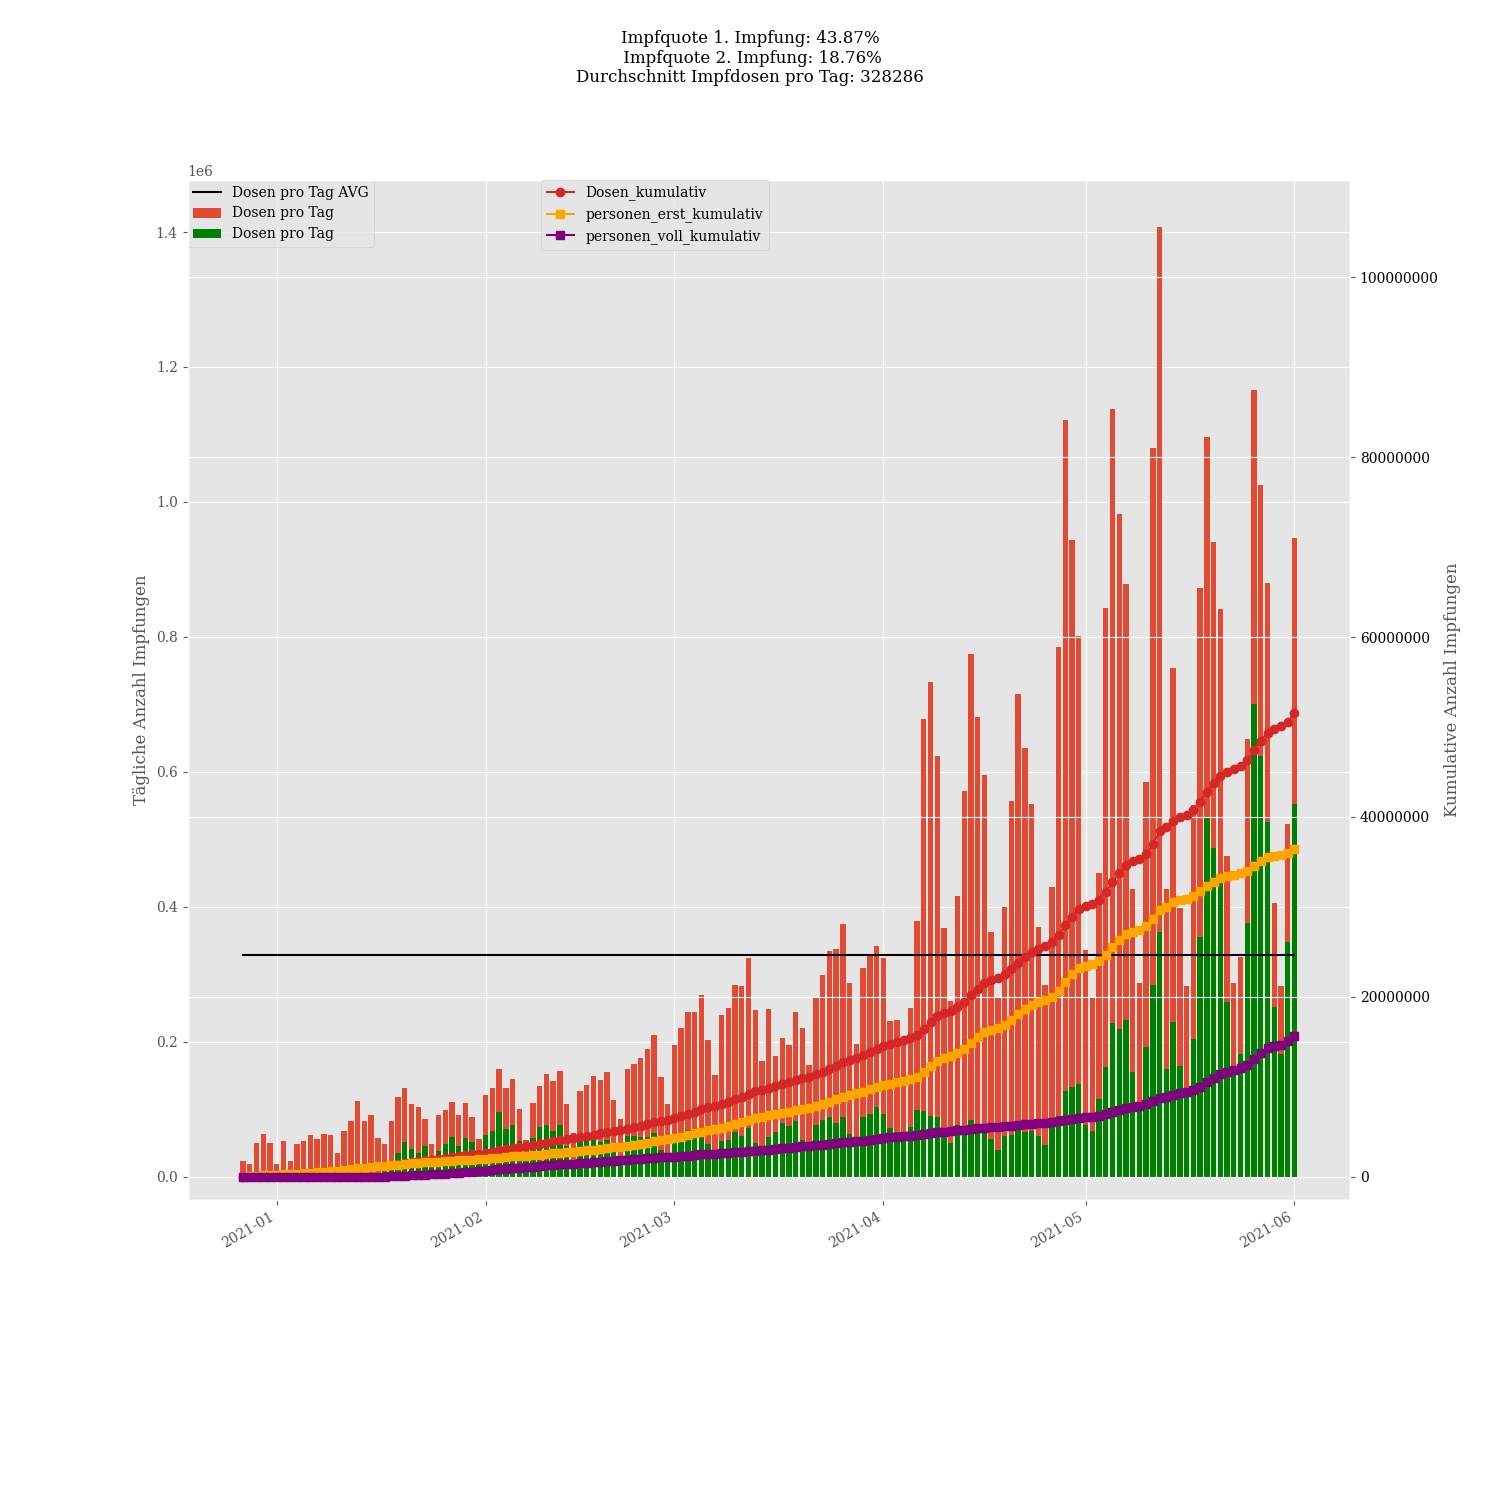 Impfquote 1. Impfung: 43.87%
Impfquote 2. Impfung: 18.76%
Durchschnitt Impfdosen pro Tag: 328286
1e6
Dosen pro Tag AVG
Dosen pro Tag
Dosen pro Tag
Dosen_kumulativ
personen_erst_kumulativ
personen_voll_kumulativ
1.4
1.2
1.0
0.8
0.6
0.4
0.2
0.0
Tägliche Anzahl Impfungen
100000000
80000000
60000000
40000000
20000000
0
Kumulative Anzahl Impfungen
2021-01
2021-02
2021-03
2021-04
2021-05
2021-06